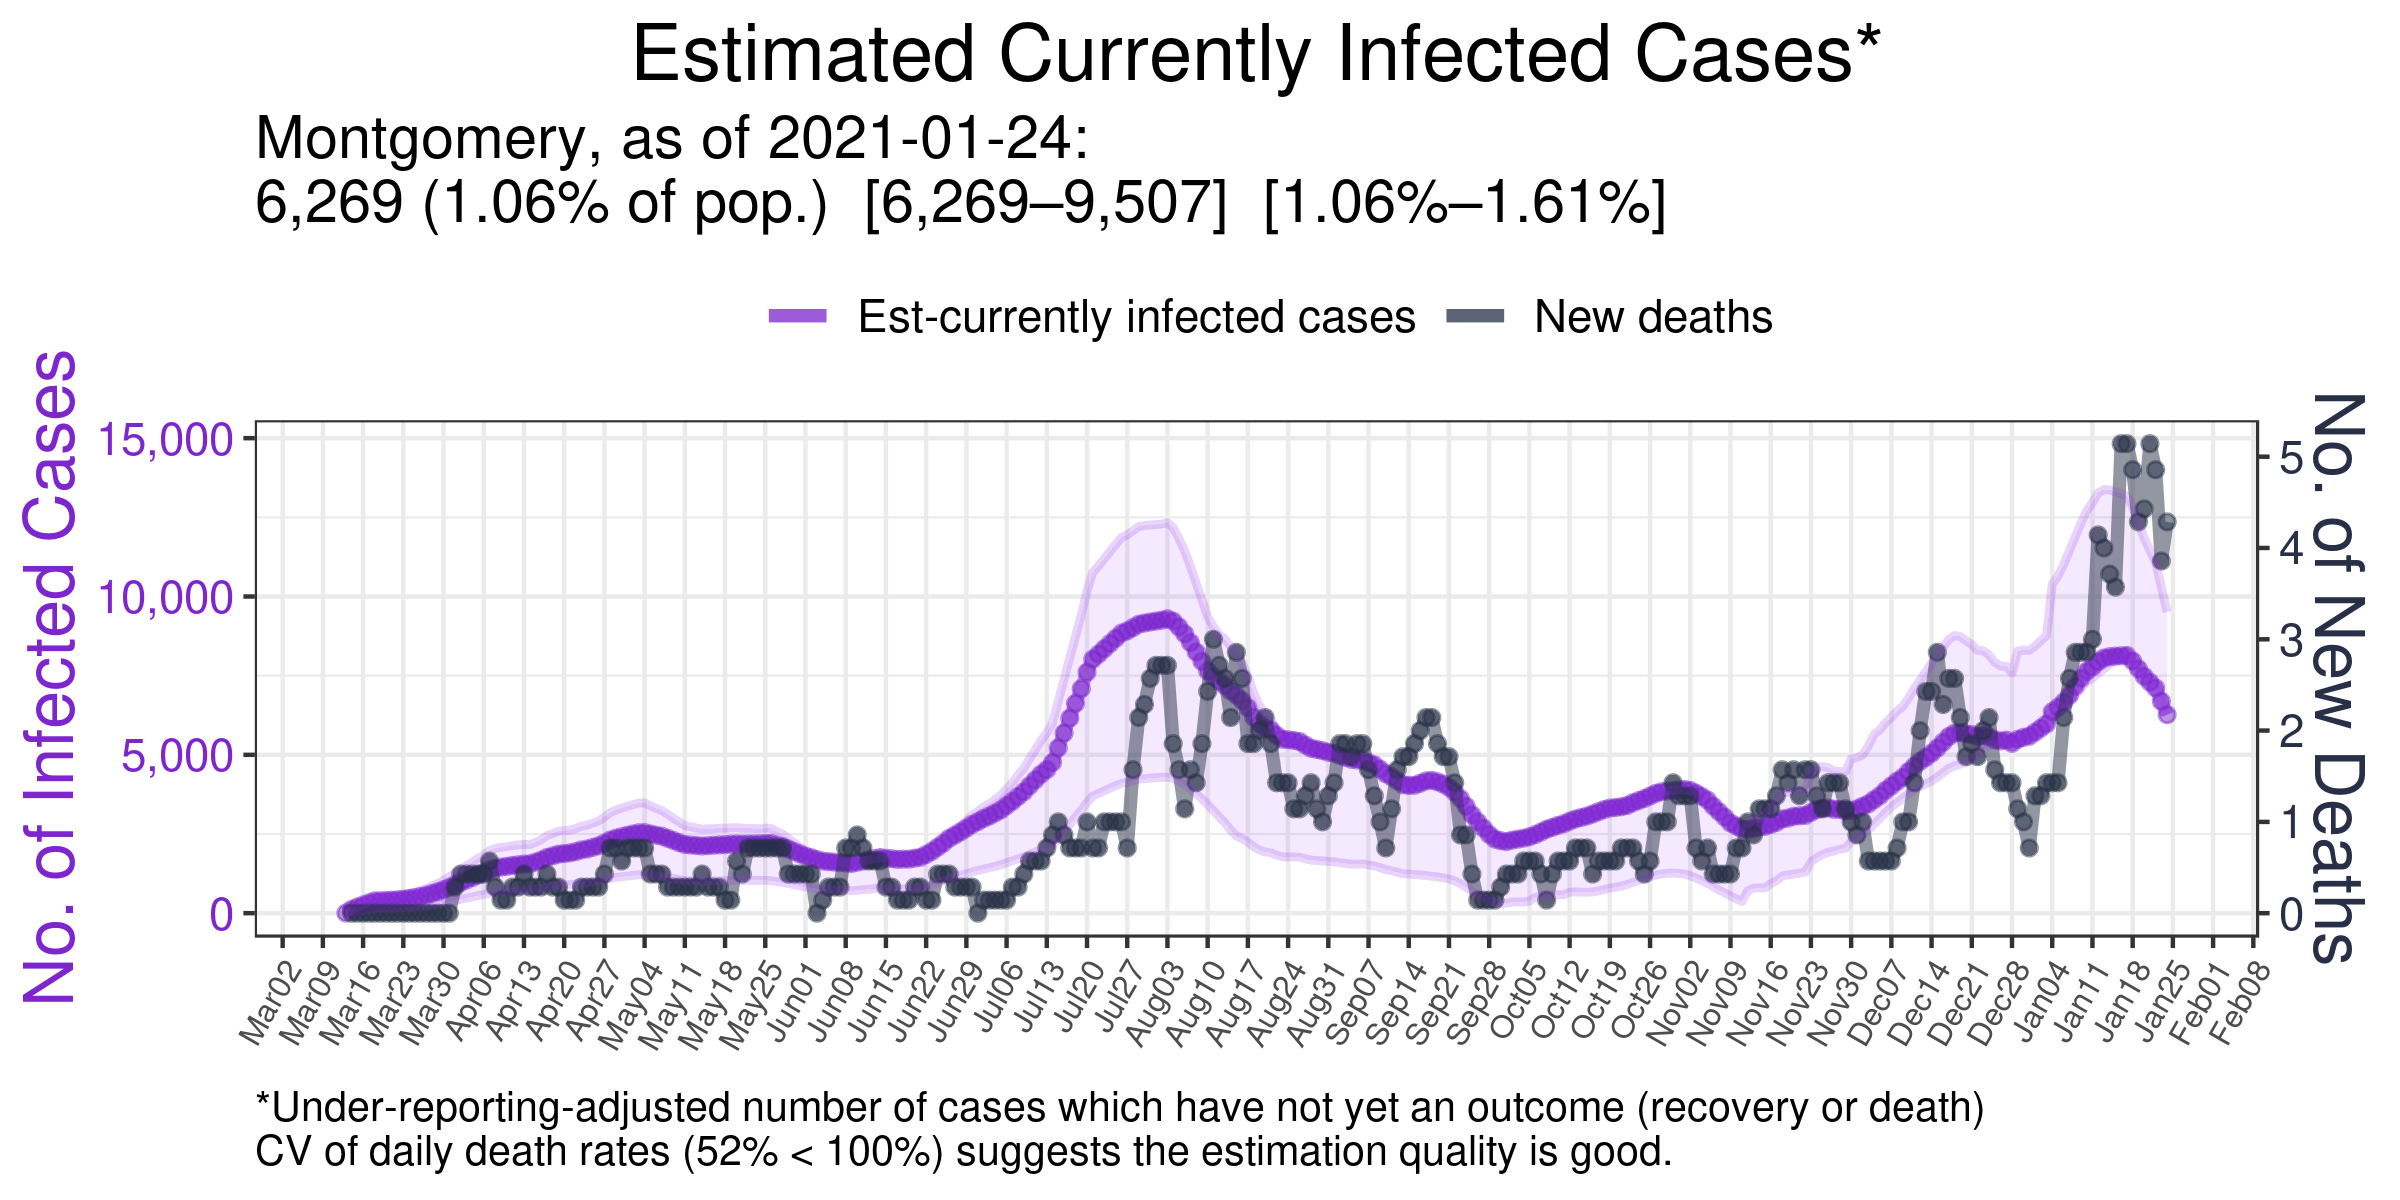 Estimated Currently Infected Cases*
Montgomery, as of 2021-01-24:
6,269 (1.06% of pop.)  [6,269–9,507]  [1.06%–1.61%]
Est-currently infected cases
New deaths
No. of Infected Cases
15,000
10,000
5,000
0
No. of New Deaths
5
4
3
2
1
0
Mar02
Mar09
Mar16
Mar23
Mar30
Apr06
Apr13
Apr20
Apr27
May04
May11
May18
May25
Jun01
Jun08
Jun15
Jun22
Jun29
Jul06
Jul13
Jul20
Jul27
Aug03
Aug10
Aug17
Aug24
Aug31
Sep07
Sep14
Sep21
Sep28
Oct05
Oct12
Oct19
Oct26
Nov02
Nov09
Nov16
Nov23
Nov30
Dec07
Dec14
Dec21
Dec28
Jan04
Jan11
Jan18
Jan25
Feb01
Feb08
*Under-reporting-adjusted number of cases which have not yet an outcome (recovery or death)
CV of daily death rates (52% < 100%) suggests the estimation quality is good.